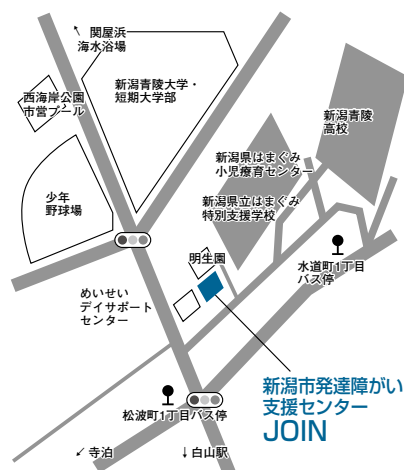 ↖ 関屋浜
海水浴場
新潟青陵大学・
短期大学部
西海岸公園
市営プール
新潟青陵
高校
新潟県はまぐみ
小児療育センター
新潟県立はまぐみ
特別支援学校
少年
野球場
明生園
水道町1丁目
バス停
めいせい
デイサポート
センター
新潟市発達障がい
支援センター
JOIN
松波町1丁目バス停
↙寺泊
↓白山駅